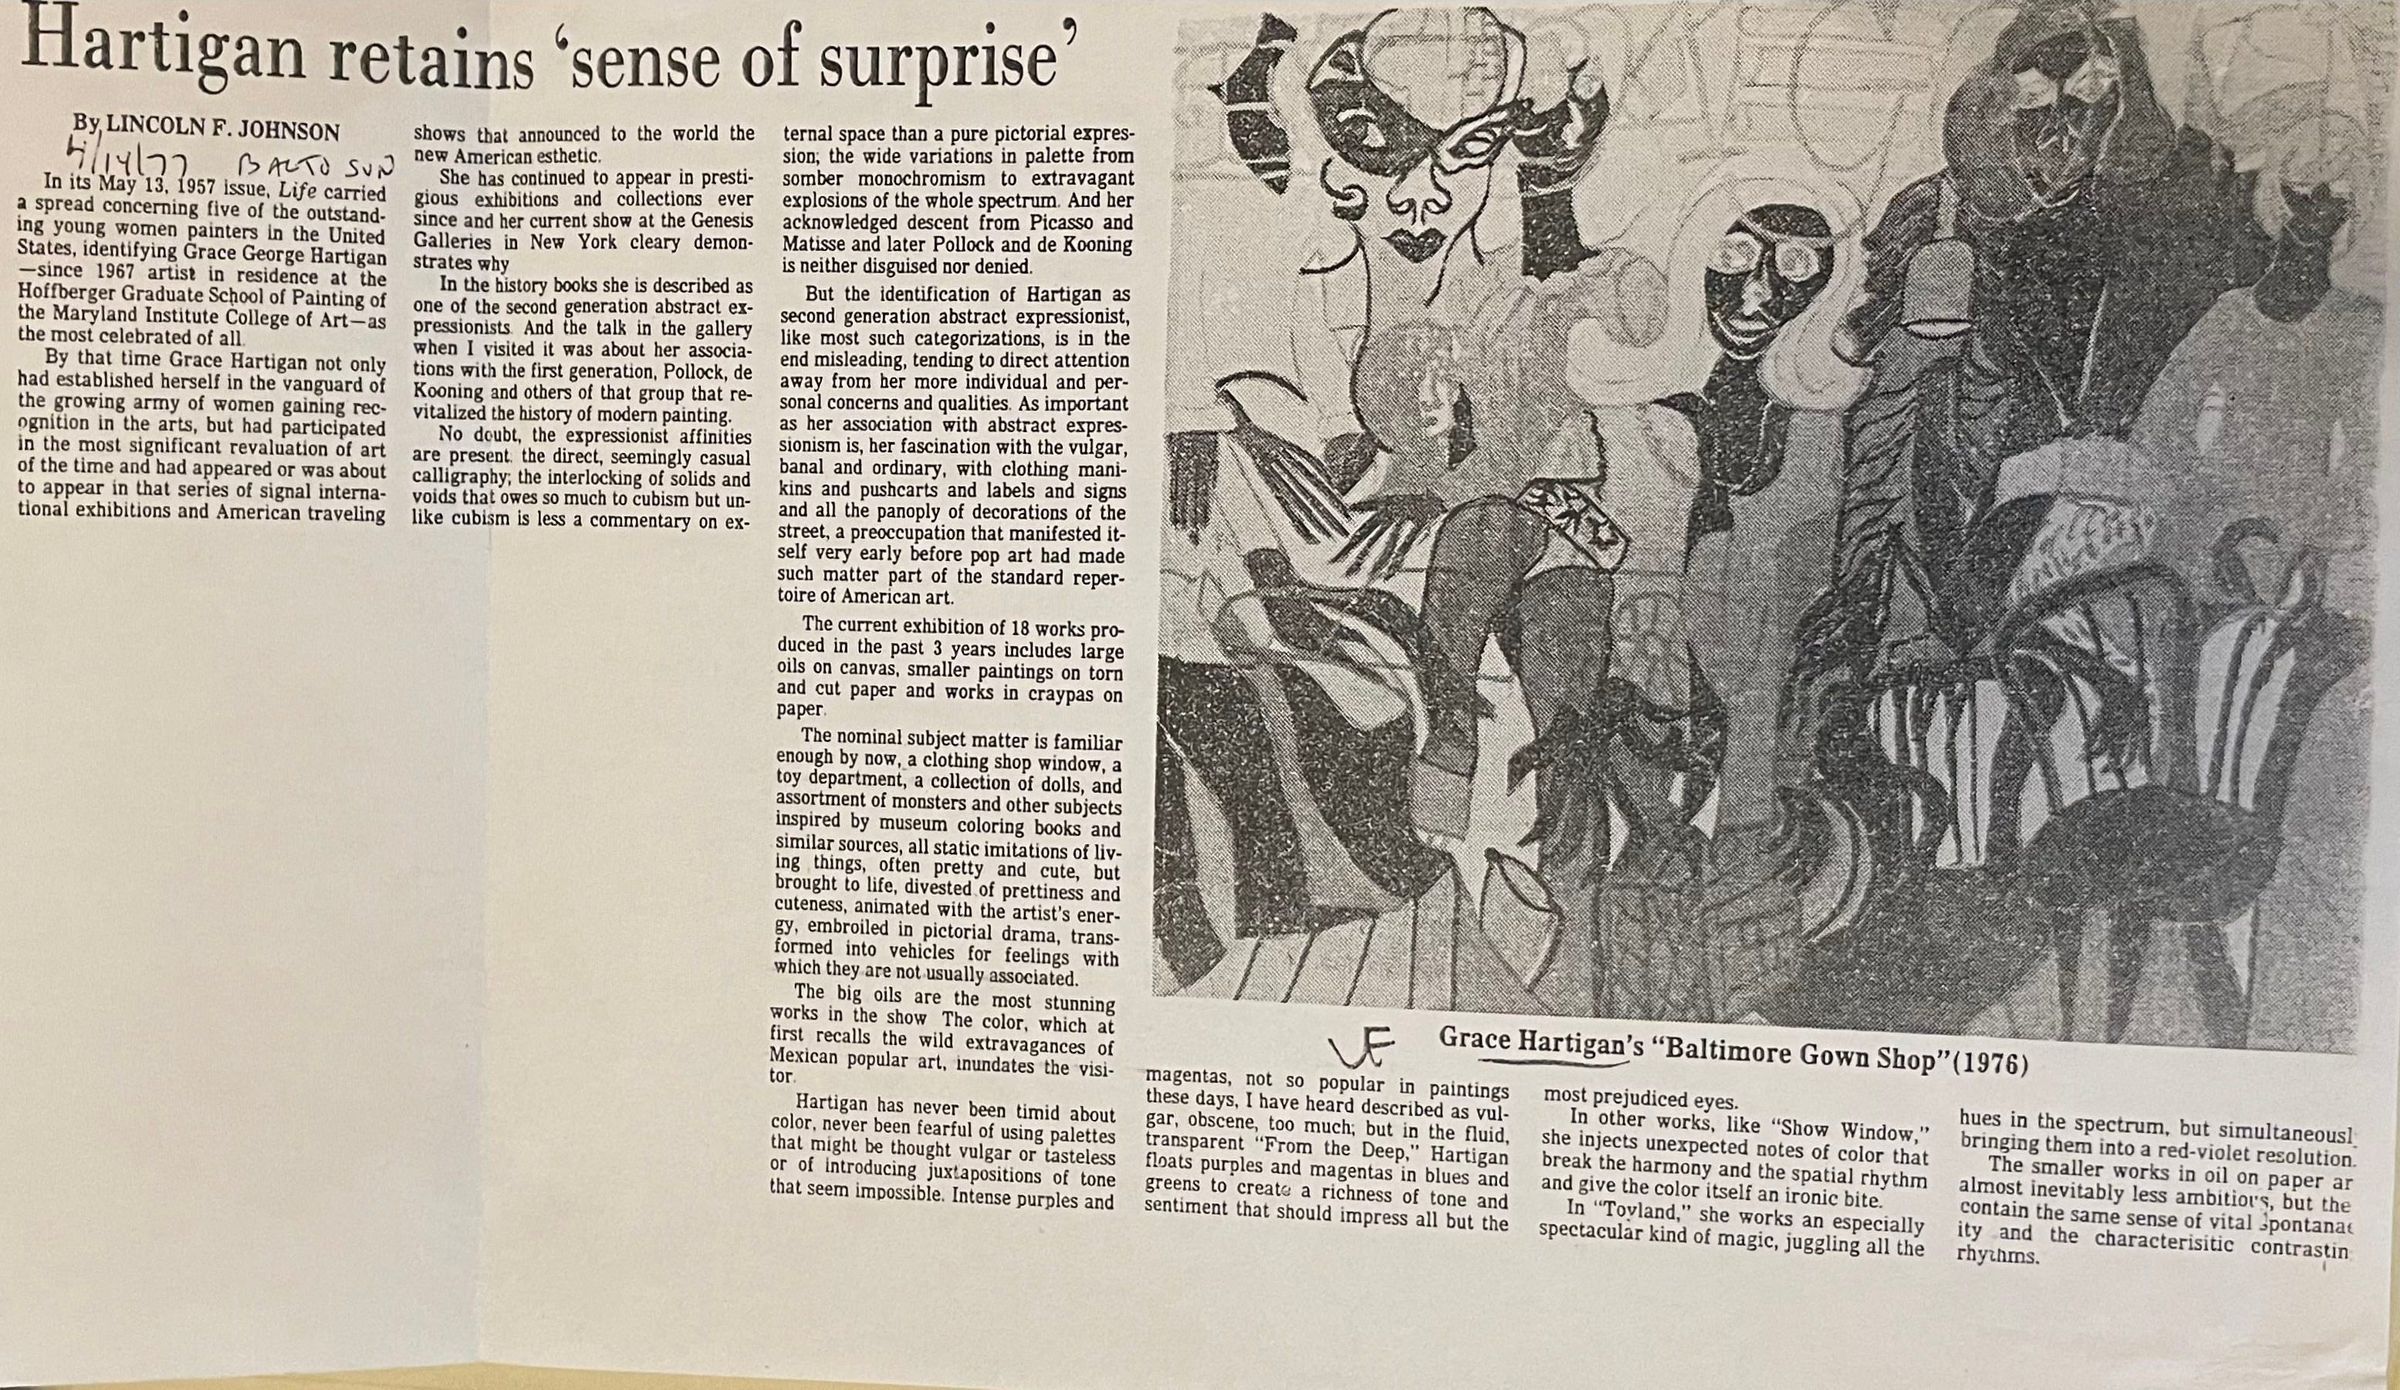 Hartigan retains ‘sense of surprise’
By LINCOLN F. JOHNSON
4/14/77 BALTO SUN
In its May 13, 1957 issue, Life carried
a spread concerning five of the outstand-
ing young women painters in the United
States, identifying Grace George Hartigan
—since 1967 artist in residence at the
Hoffberger Graduate School of Painting of
the Maryland Institute College of Art—as
the most celebrated of all.
By that time Grace Hartigan not only
had established herself in the vanguard of
the growing army of women gaining rec-
ognition in the arts, but had participated
in the most significant revaluation of art
of the time and had appeared or was about
to appear in that series of signal interna-
tional exhibitions and American traveling
shows that announced to the world the
new American esthetic.
She has continued to appear in presti-
gious exhibitions and collections ever
since and her current show at the Genesis
Galleries in New York cleary demon-
strates why
In the history books she is described as
one of the second generation abstract ex-
pressionists. And the talk in the gallery
when I visited it was about her associa-
tions with the first generation, Pollock, de
Kooning and others of that group that re-
vitalized the history of modern painting.
No doubt, the expressionist affinities
are present. the direct, seemingly casual
calligraphy; the interlocking of solids and
voids that owes so much to cubism but un-
like cubism is less a commentary on ex-
ternal space than a pure pictorial expres-
sion; the wide variations in palette from
somber monochromism to extravagant
explosions of the whole spectrum. And her
acknowledged descent from Picasso and
Matisse and later Pollock and de Kooning
is neither disguised nor denied.
But the identification of Hartigan as
second generation abstract expressionist,
like most such categorizations, is in the
end misleading, tending to direct attention
away from her more individual and per-
sonal concerns and qualities. As important
as her association with abstract expres-
sionism is, her fascination with the vulgar,
banal and ordinary, with clothing mani-
kins and pushcarts and labels and signs
and all the panoply of decorations of the
street, a preoccupation that manifested it-
self very early before pop art had made
such matter part of the standard reper-
toire of American art.
The current exhibition of 18 works pro-
duced in the past 3 years includes large
oils on canvas, smaller paintings on torn
and cut paper and works in craypas on
paper.
The nominal subject matter is familiar
enough by now, a clothing shop window, a
toy department, a collection of dolls, and
assortment of monsters and other subjects
inspired by museum coloring books and
similar sources, all static imitations of liv-
ing things, often pretty and cute, but
brought to life, divested of prettiness and
cuteness, animated with the artist's ener-
gy, embroiled in pictorial drama, trans-
formed into vehicles for feelings with
which they are not usually associated.
The big oils are the most stunning
works in the show The color, which at
first recalls the wild extravagances of
Mexican popular art, inundates the visi-
tor.
Hartigan has never been timid about
color, never been fearful of using palettes
that might be thought vulgar or tasteless
or of introducing juxtapositions of tone
that seem impossible. Intense purples and
VF
Grace Hartigan's “Baltimore Gown Shop” (1976)
magentas, not so popular in paintings
these days, I have heard described as vul-
gar, obscene, too much; but in the fluid,
transparent “From the Deep,” Hartigan
floats purples and magentas in blues and
greens to create a richness of tone and
sentiment that should impress all but the
most prejudiced eyes.
In other works, like “Show Window,”
she injects unexpected notes of color that
break the harmony and the spatial rhythm
and give the color itself an ironic bite.
In “Toyland,” she works an especially
spectacular kind of magic, juggling all the
hues in the spectrum, but simultaneousl
bringing them into a red-violet resolution.
The smaller works in oil on paper ar
almost inevitably less ambitious, but the
contain the same sense of vital spontanae
ity and the characterisitic contrastin
rhythms.